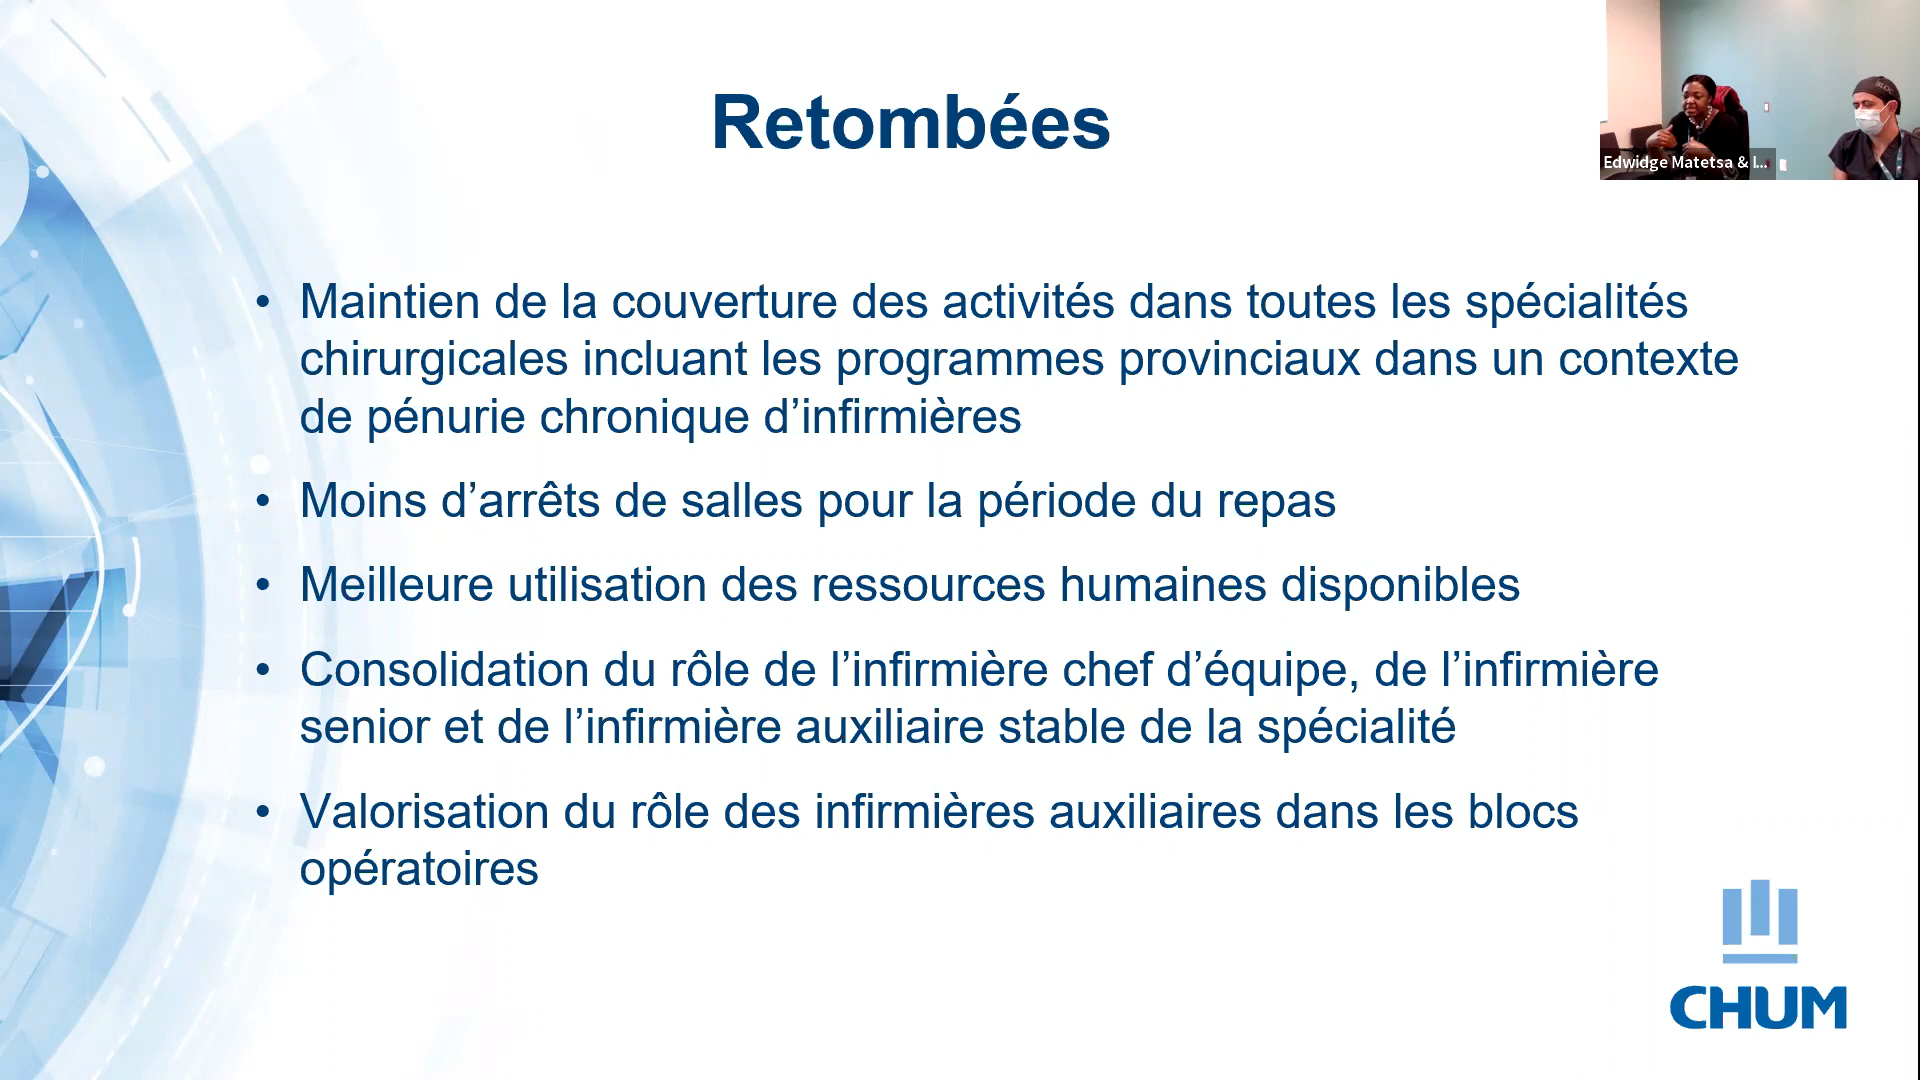 Retombées
Edwidge Matetsa & I...
• Maintien de la couverture des activités dans toutes les spécialités
chirurgicales incluant les programmes provinciaux dans un contexte
de pénurie chronique d’infirmières
• Moins d’arrêts de salles pour la période du repas
• Meilleure utilisation des ressources humaines disponibles
• Consolidation du rôle de l’infirmière chef d’équipe, de l’infirmière
senior et de l’infirmière auxiliaire stable de la spécialité
• Valorisation du rôle des infirmières auxiliaires dans les blocs
opératoires
CHUM